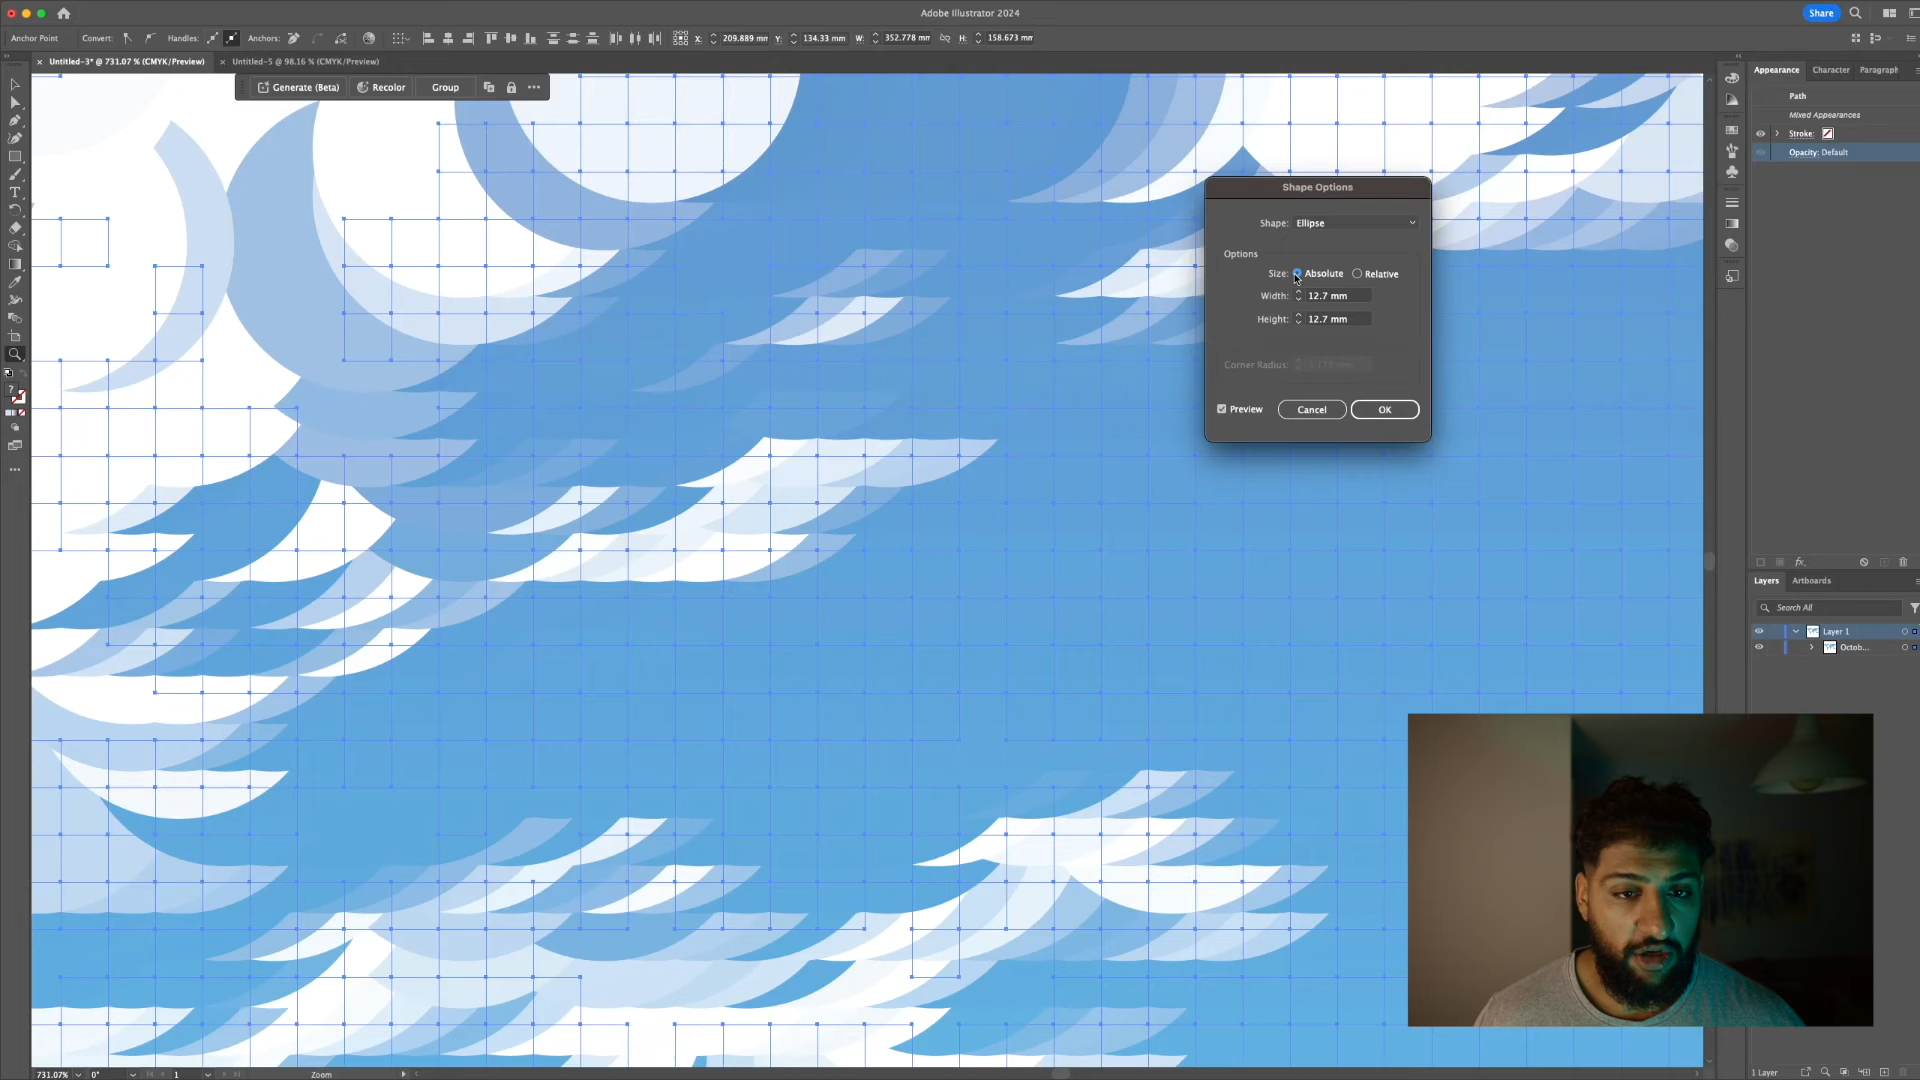 Adobe Illustrator 2024
Share
Anchor Point
Convert:
Handles:
Anchors:
X: 209.889 mm
Y: 134.33 mm
W: 352.778 mm
H: 158.673 mm
× Untitled-3* @ 731.07 % (CMYK/Preview)
× Untitled-5 @ 98.16 % (CMYK/Preview)
Generate (Beta)
Recolor
Group
Appearance
Character
Paragraph
Path
Mixed Appearances
Stroke:
Opacity: Default
Shape Options
Shape: Ellipse
Options
Size: Absolute Relative
Width: 12.7 mm
Height: 12.7 mm
Corner Radius:
Preview
Cancel
OK
fx
Layers
Artboards
Search All
Layer 1
Octob...
1 Layer
731.07%
0°
1
Zoom